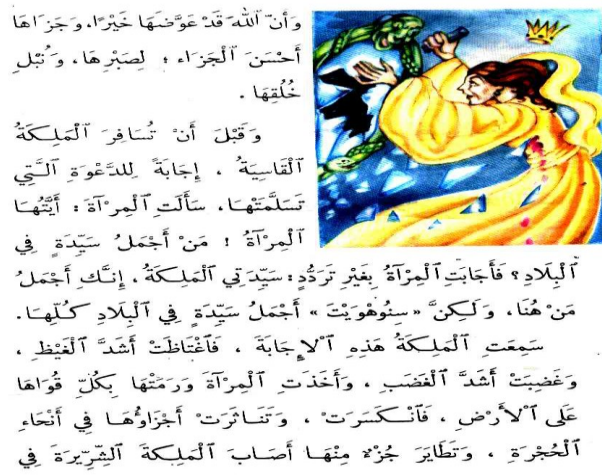 وَأَنَّ ٱللّٰهَ قَدْ عَوَّضَهَا خَيْرًا، وَجَزَاهَا
أَحْسَنَ ٱلْجَزَاءِ ؛ لِصَبْرِهَا، وَنُبْلِ
خُلُقِهَا .
وَقَبْلَ أَنْ تُسَافِرَ ٱلْمَلِكَةُ
ٱلْقَاسِيَةُ ، إِجَابَةً لِلدَّعْوَةِ ٱلَّتِي
تَسَلَّمَتْهَا، سَأَلَتِ ٱلْمِرْآةَ : أَيَّتُهَا
ٱلْمِرْآةُ ! مَنْ أَجْمَلُ سَيِّدَةٍ فِي
ٱلْبِلَادِ؟ فَأَجَابَتِ ٱلْمِرْآةُ بِغَيْرِ تَرَدُّدٍ: سَيِّدَتِي ٱلْمَلِكَةُ، إِنَّكِ أَجْمَلُ
مَنْ هُنَا، وَلَكِنَّ «سِنُوهْوَيْتْ» أَجْمَلُ سَيِّدَةٍ فِي ٱلْبِلَادِ كُلِّهَا.
سَمِعَتِ ٱلْمَلِكَةُ هَذِهِ ٱلْإِجَابَةَ ، فَٱغْتَاظَتْ أَشَدَّ ٱلْغَيْظِ ،
وَغَضِبَتْ أَشَدَّ ٱلْغَضَبِ ، وَأَخَذَتِ ٱلْمِرْآةَ وَرَمَتْهَا بِكُلِّ قُوَاهَا
عَلَى ٱلْأَرْضِ ، فَٱنْكَسَرَتْ ، وَتَنَاثَرَتْ أَجْزَاؤُهَا فِي أَنْحَاءِ
ٱلْحُجْرَةِ ، وَتَطَايَرَ جُزْءٌ مِنْهَا أَصَابَ ٱلْمَلِكَةَ ٱلشِّرِّيرَةَ فِي